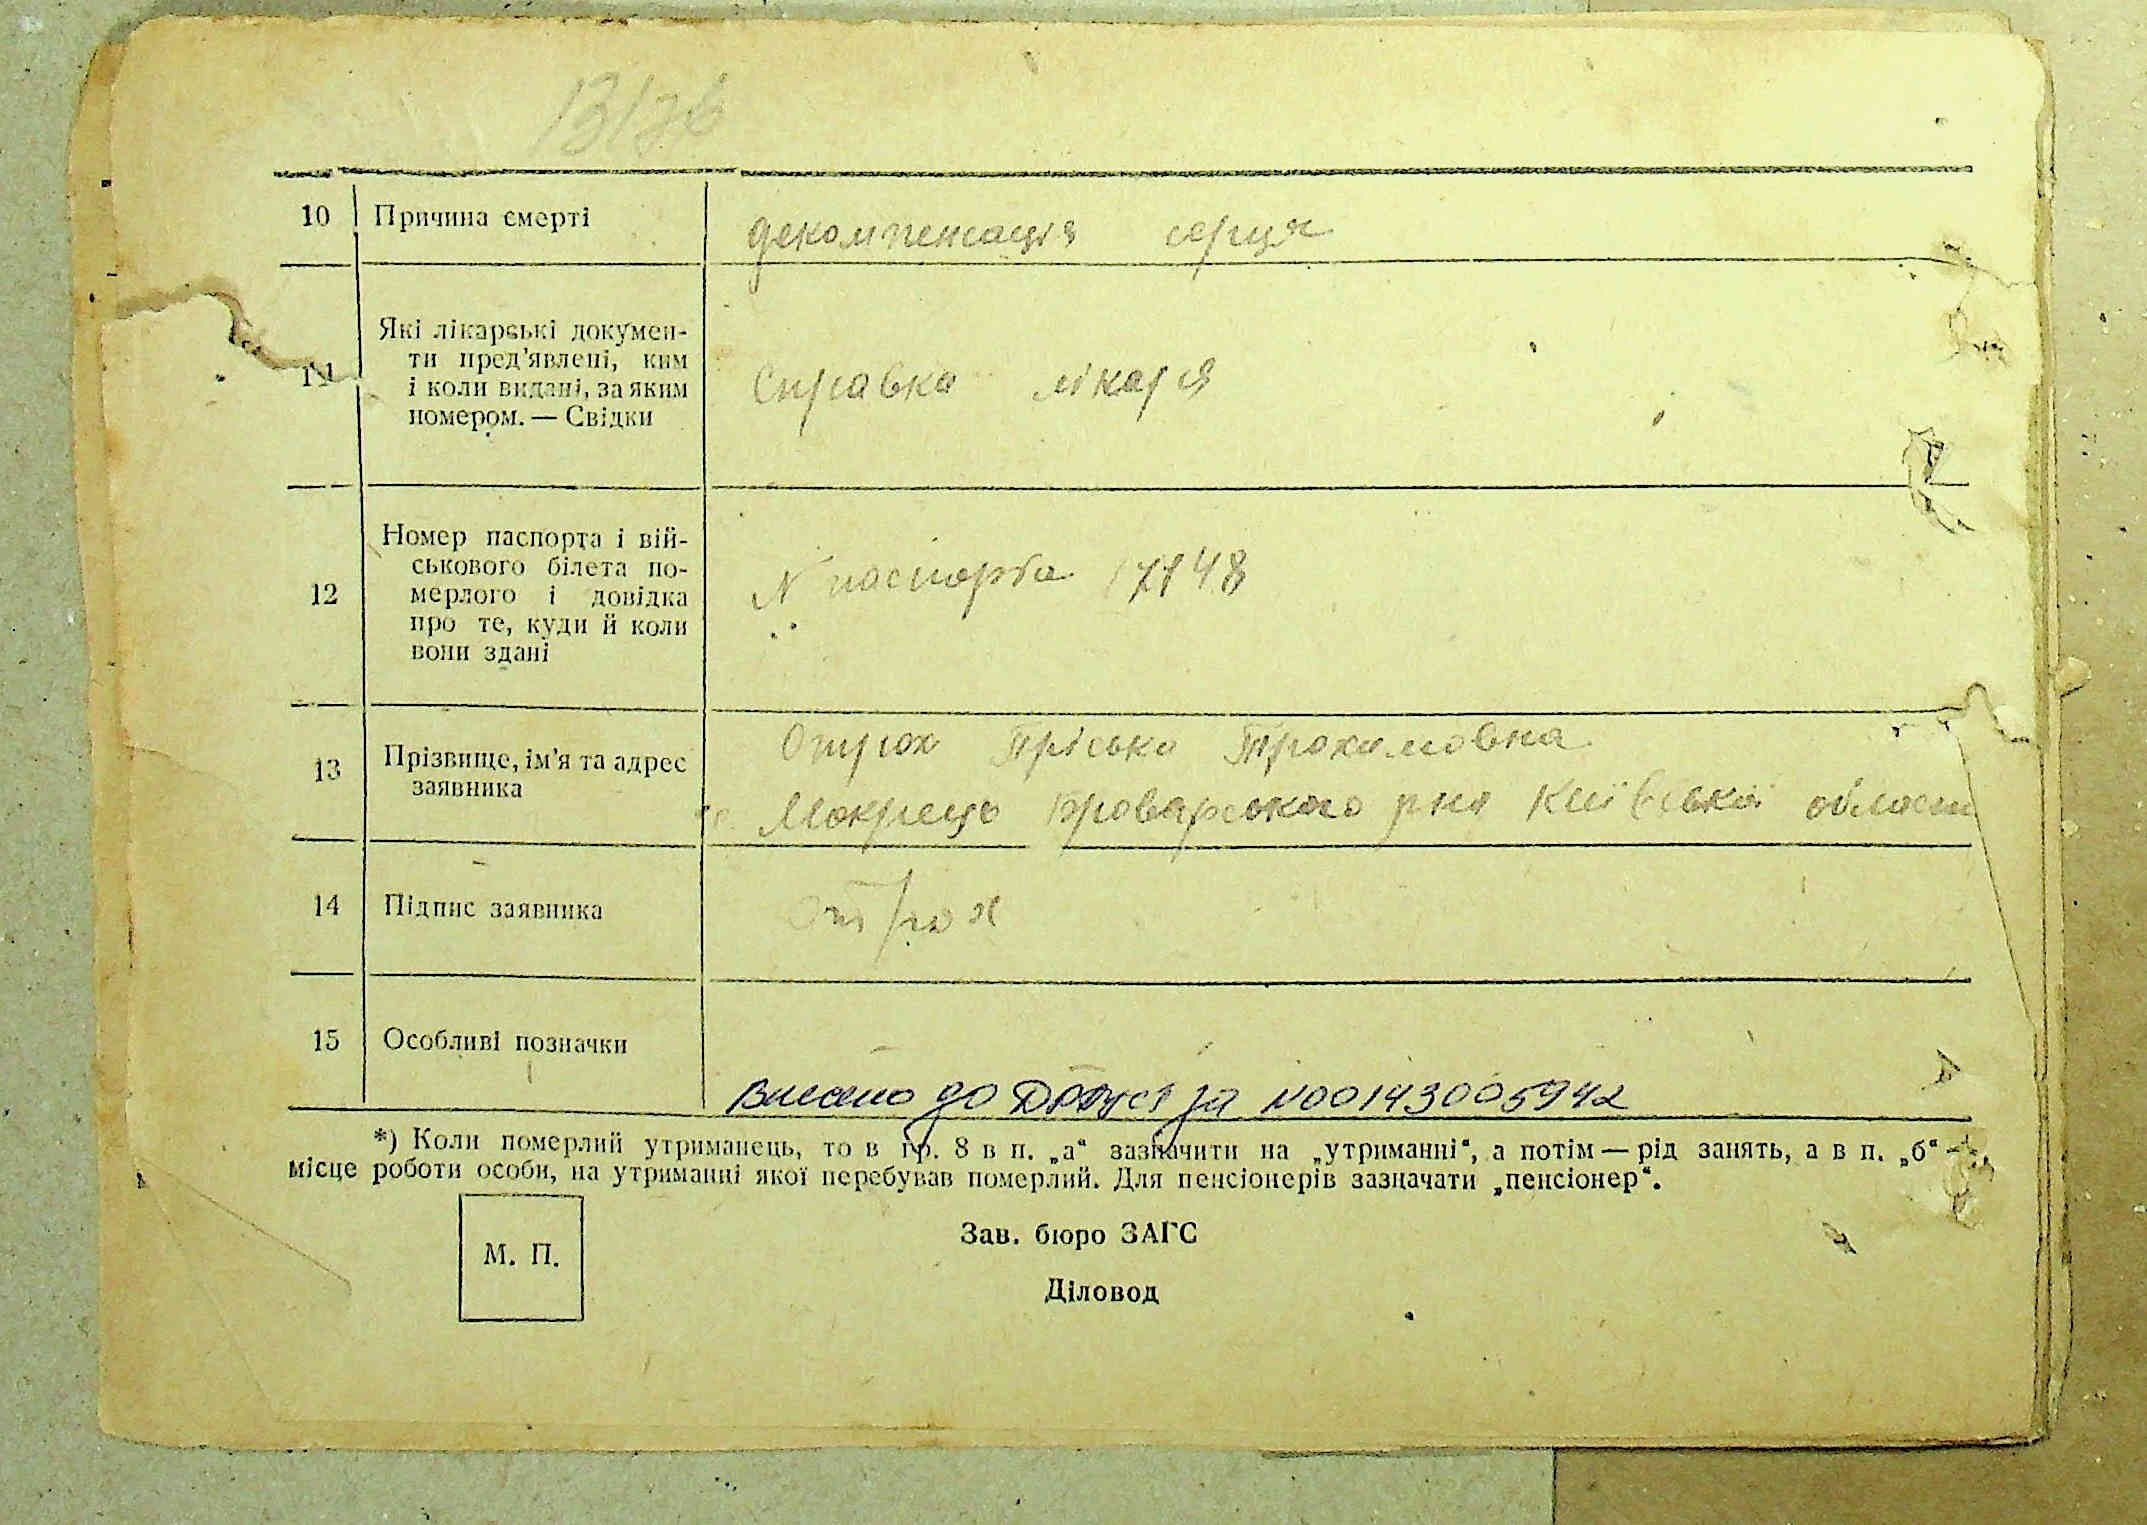 10 Причина смерті декомпенсація серця
Які лікарські докумен-
ти пред'явлені, ким
11 і коли видані, за яким Справка лікаря
номером. — Свідки
Номер паспорта і вій-
ськового білета по-
12 мерлого і довідка N паспорта 17148
про те, куди й коли
вони здані
Отрох Пріська Трохимовна
13 Прізвище, ім'я та адрес
заявника с. Мокрець Броварського р-на Київської област
14 Підпис заявника Отрох
15 Особливі позначки
Внесено до за N00143005942
*) Коли померлий утриманець, то в гр. 8 в п. „а“ зазначити на „утриманні“, а потім — рід занять, а в п. „б“ —
місце роботи особи, на утриманні якої перебував померлий. Для пенсіонерів зазначати „пенсіонер“.
Зав. бюро ЗАГС
М. П.
Діловод